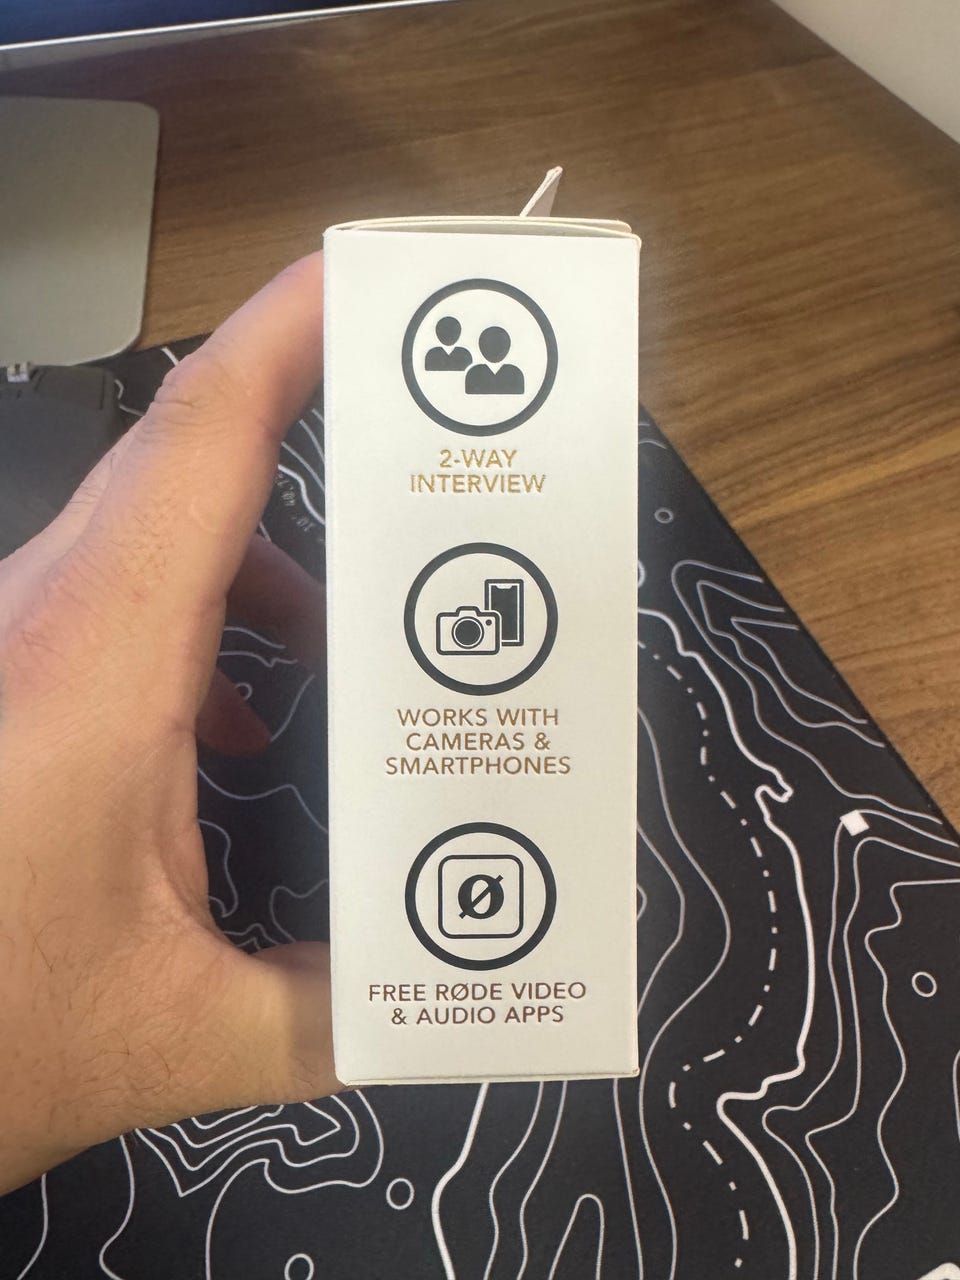 2-WAY
INTERVIEW
WORKS WITH
CAMERAS &
SMARTPHONES
Ø
FREE RØDE VIDEO
& AUDIO APPS